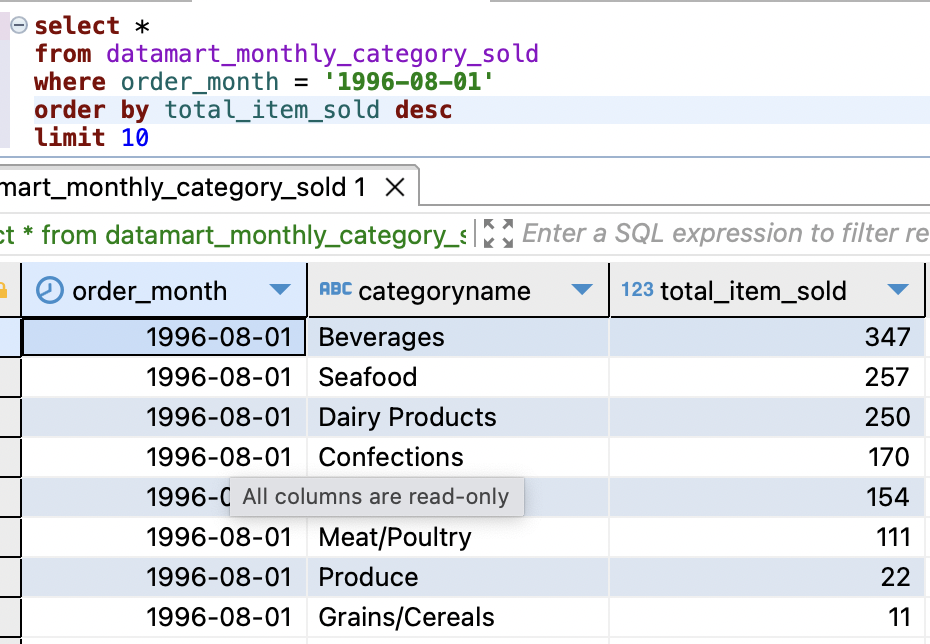 select *
from datamart_monthly_category_sold
where order_month = '1996-08-01'
order by total_item_sold desc
limit 10
mart_monthly_category_sold 1
ct * from datamart_monthly_category_s Enter a SQL expression to filter re
order_month ABC categoryname 123 total_item_sold
1996-08-01 Beverages 347
1996-08-01 Seafood 257
1996-08-01 Dairy Products 250
1996-08-01 Confections 170
1996-0 All columns are read-only 154
1996-08-01 Meat/Poultry 111
1996-08-01 Produce 22
1996-08-01 Grains/Cereals 11